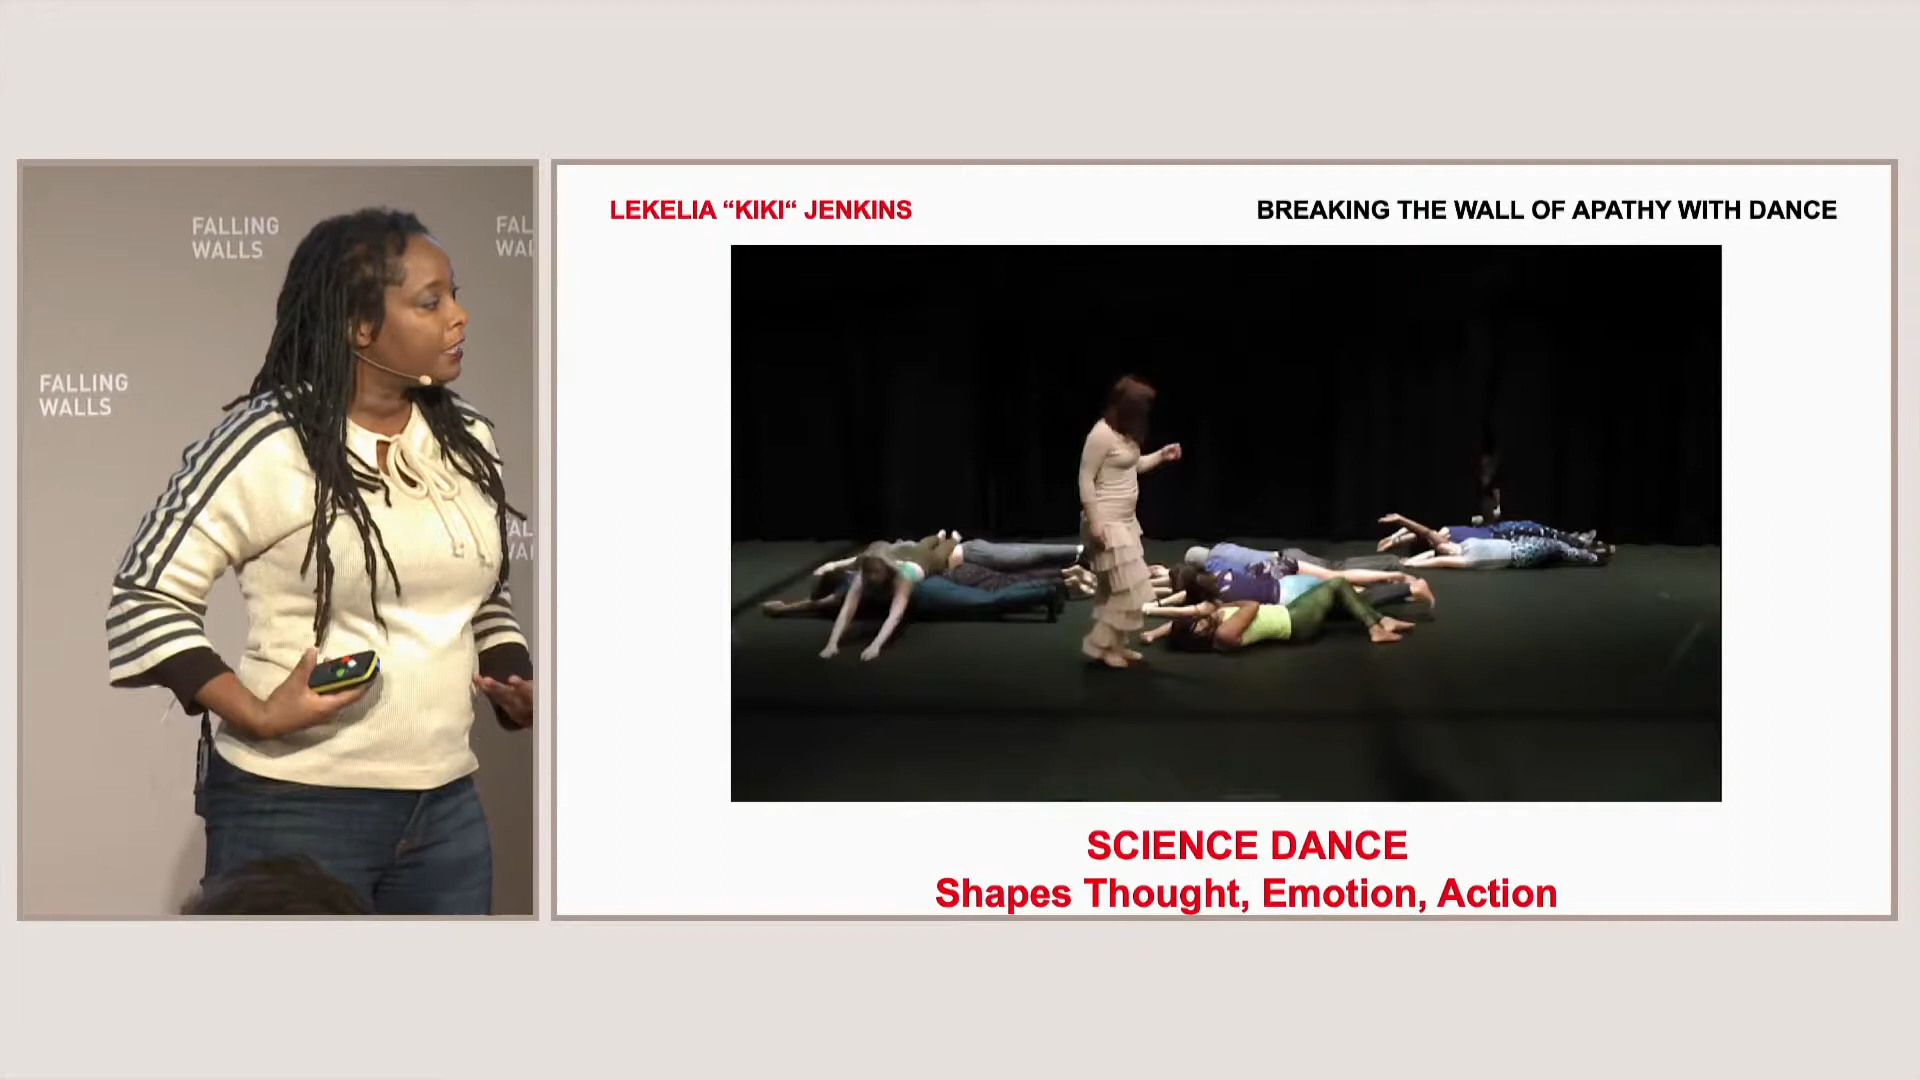 FALLING
WALLS
FALLING
WALLS
LEKELIA “KIKI“ JENKINS
BREAKING THE WALL OF APATHY WITH DANCE
SCIENCE DANCE
Shapes Thought, Emotion, Action